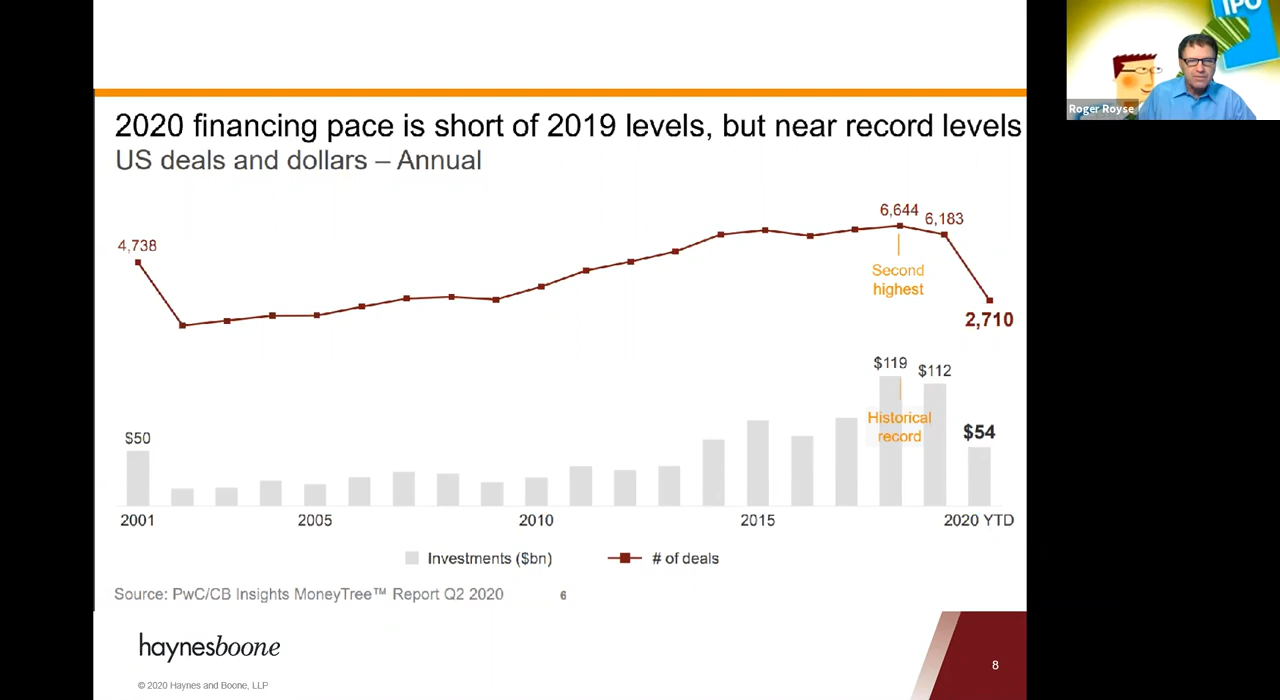 IPO
Roger Royse
2020 financing pace is short of 2019 levels, but near record levels
US deals and dollars – Annual
4,738
6,644
6,183
Second
highest
2,710
$50
$119
$112
Historical
record
$54
2001
2005
2010
2015
2020 YTD
Investments ($bn)
# of deals
Source: PwC/CB Insights MoneyTree™ Report Q2 2020
6
haynesboone
8
© 2020 Haynes and Boone, LLP